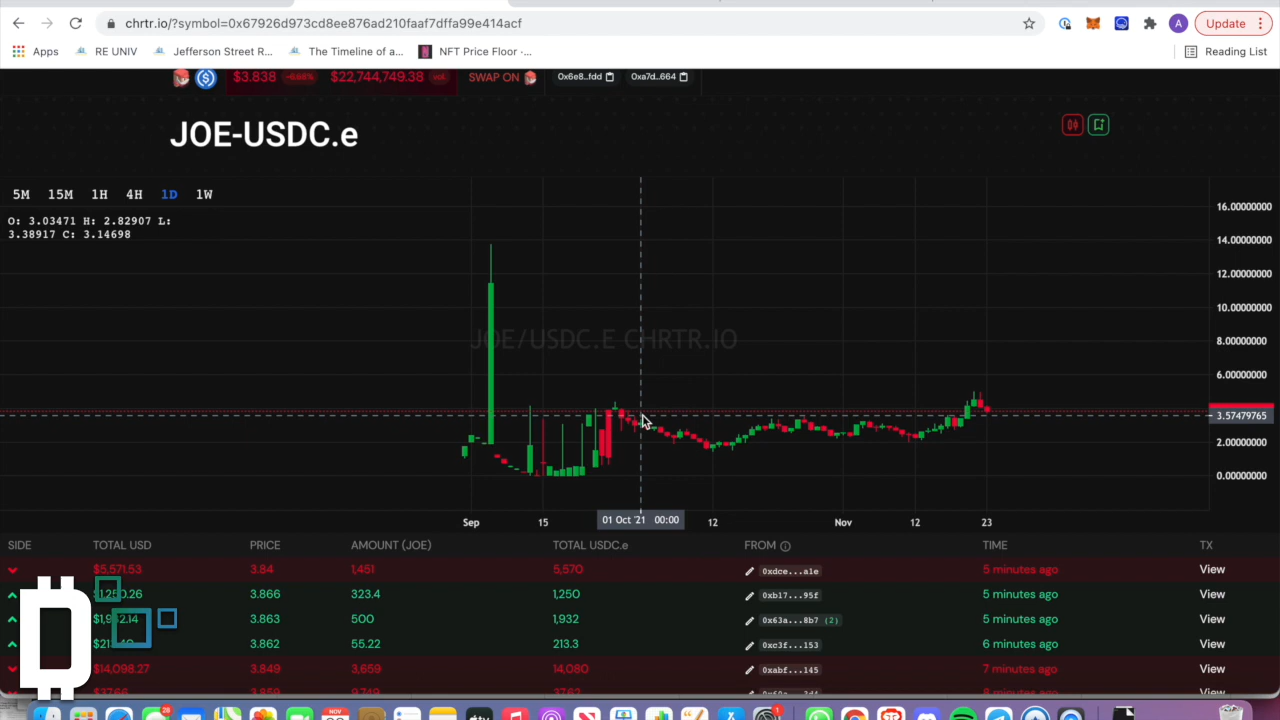 chrtr.io/?symbol=0x67926d973cd8ee876ad210faaf7dffa99e414acf
A
Update
Apps
RE UNIV
Jefferson Street R...
The Timeline of a...
NFT Price Floor -...
Reading List
$3.838 -6.66% $22,744,749.38 vol. SWAP ON 0x6e8..fdd 0xa7d..664
JOE-USDC.e
5M 15M 1H 4H 1D 1W
O: 3.03471 H: 2.82907 L:
3.38917 C: 3.14698
JOE/USDC.E CHRTR.IO
16.00000000
14.00000000
12.00000000
10.00000000
8.00000000
6.00000000
3.57479765
2.00000000
0.00000000
Sep 15 01 Oct '21 00:00 12 Nov 12 23
SIDE TOTAL USD PRICE AMOUNT (JOE) TOTAL USDC.e FROM TIME TX
$5,571.53 3.84 1,451 5,570 0xdce...a1e 5 minutes ago View
3.866 323.4 1,250 0xb17...95f 5 minutes ago View
3.863 500 1,932 0x63a...8b7 (2) 5 minutes ago View
3.862 55.22 213.3 0xc3f...153 6 minutes ago View
$14,098.27 3.849 3,659 14,080 0xabf...145 7 minutes ago View
28
NOV
1